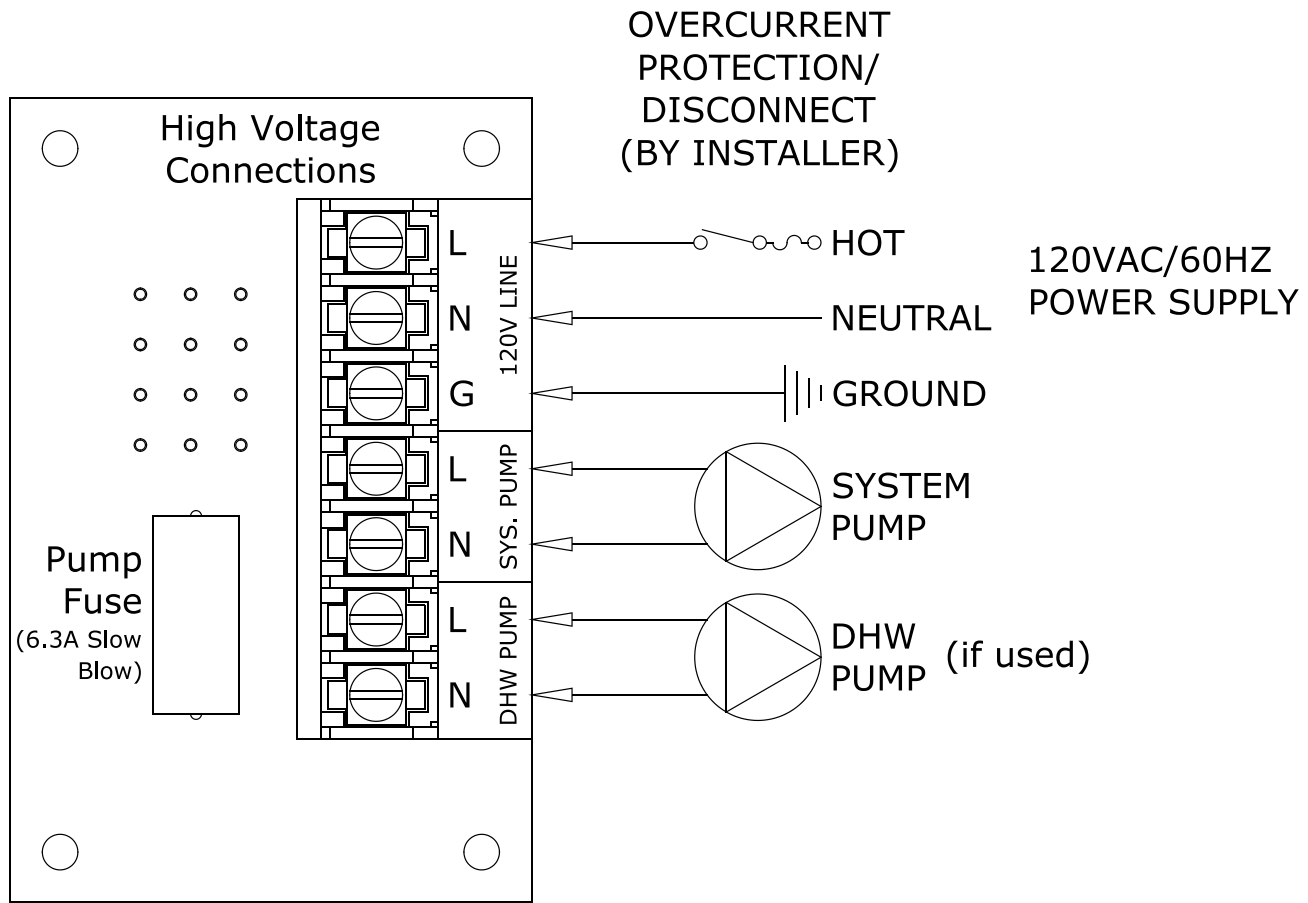 OVERCURRENT
PROTECTION/
DISCONNECT
(BY INSTALLER)
High Voltage
Connections
L
HOT
N
NEUTRAL
G
GROUND
120V LINE
120VAC/60HZ
POWER SUPPLY
L
N
SYS. PUMP
SYSTEM
PUMP
L
N
DHW PUMP
DHW
PUMP
(if used)
Pump
Fuse
(6.3A Slow
Blow)